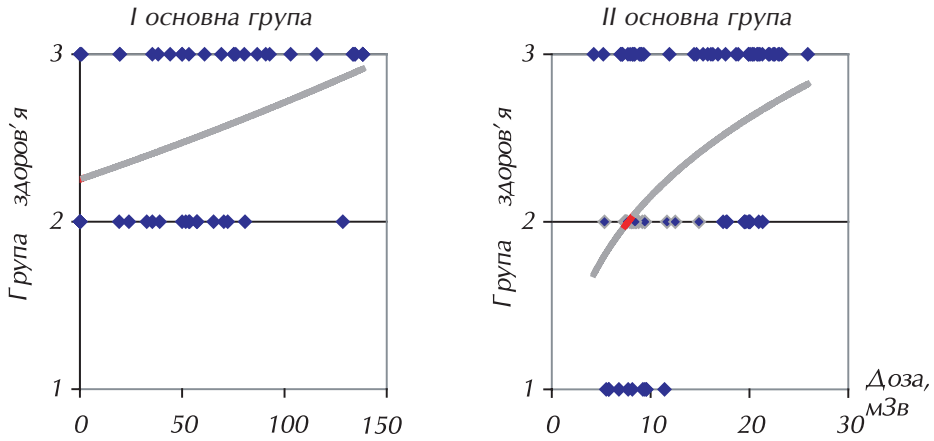 I основна група
II основна група
Група здоров'я
3
2
1
0 50 100 150
Група здоров'я
3
2
1
0 10 20 30
Доза,
мЗв